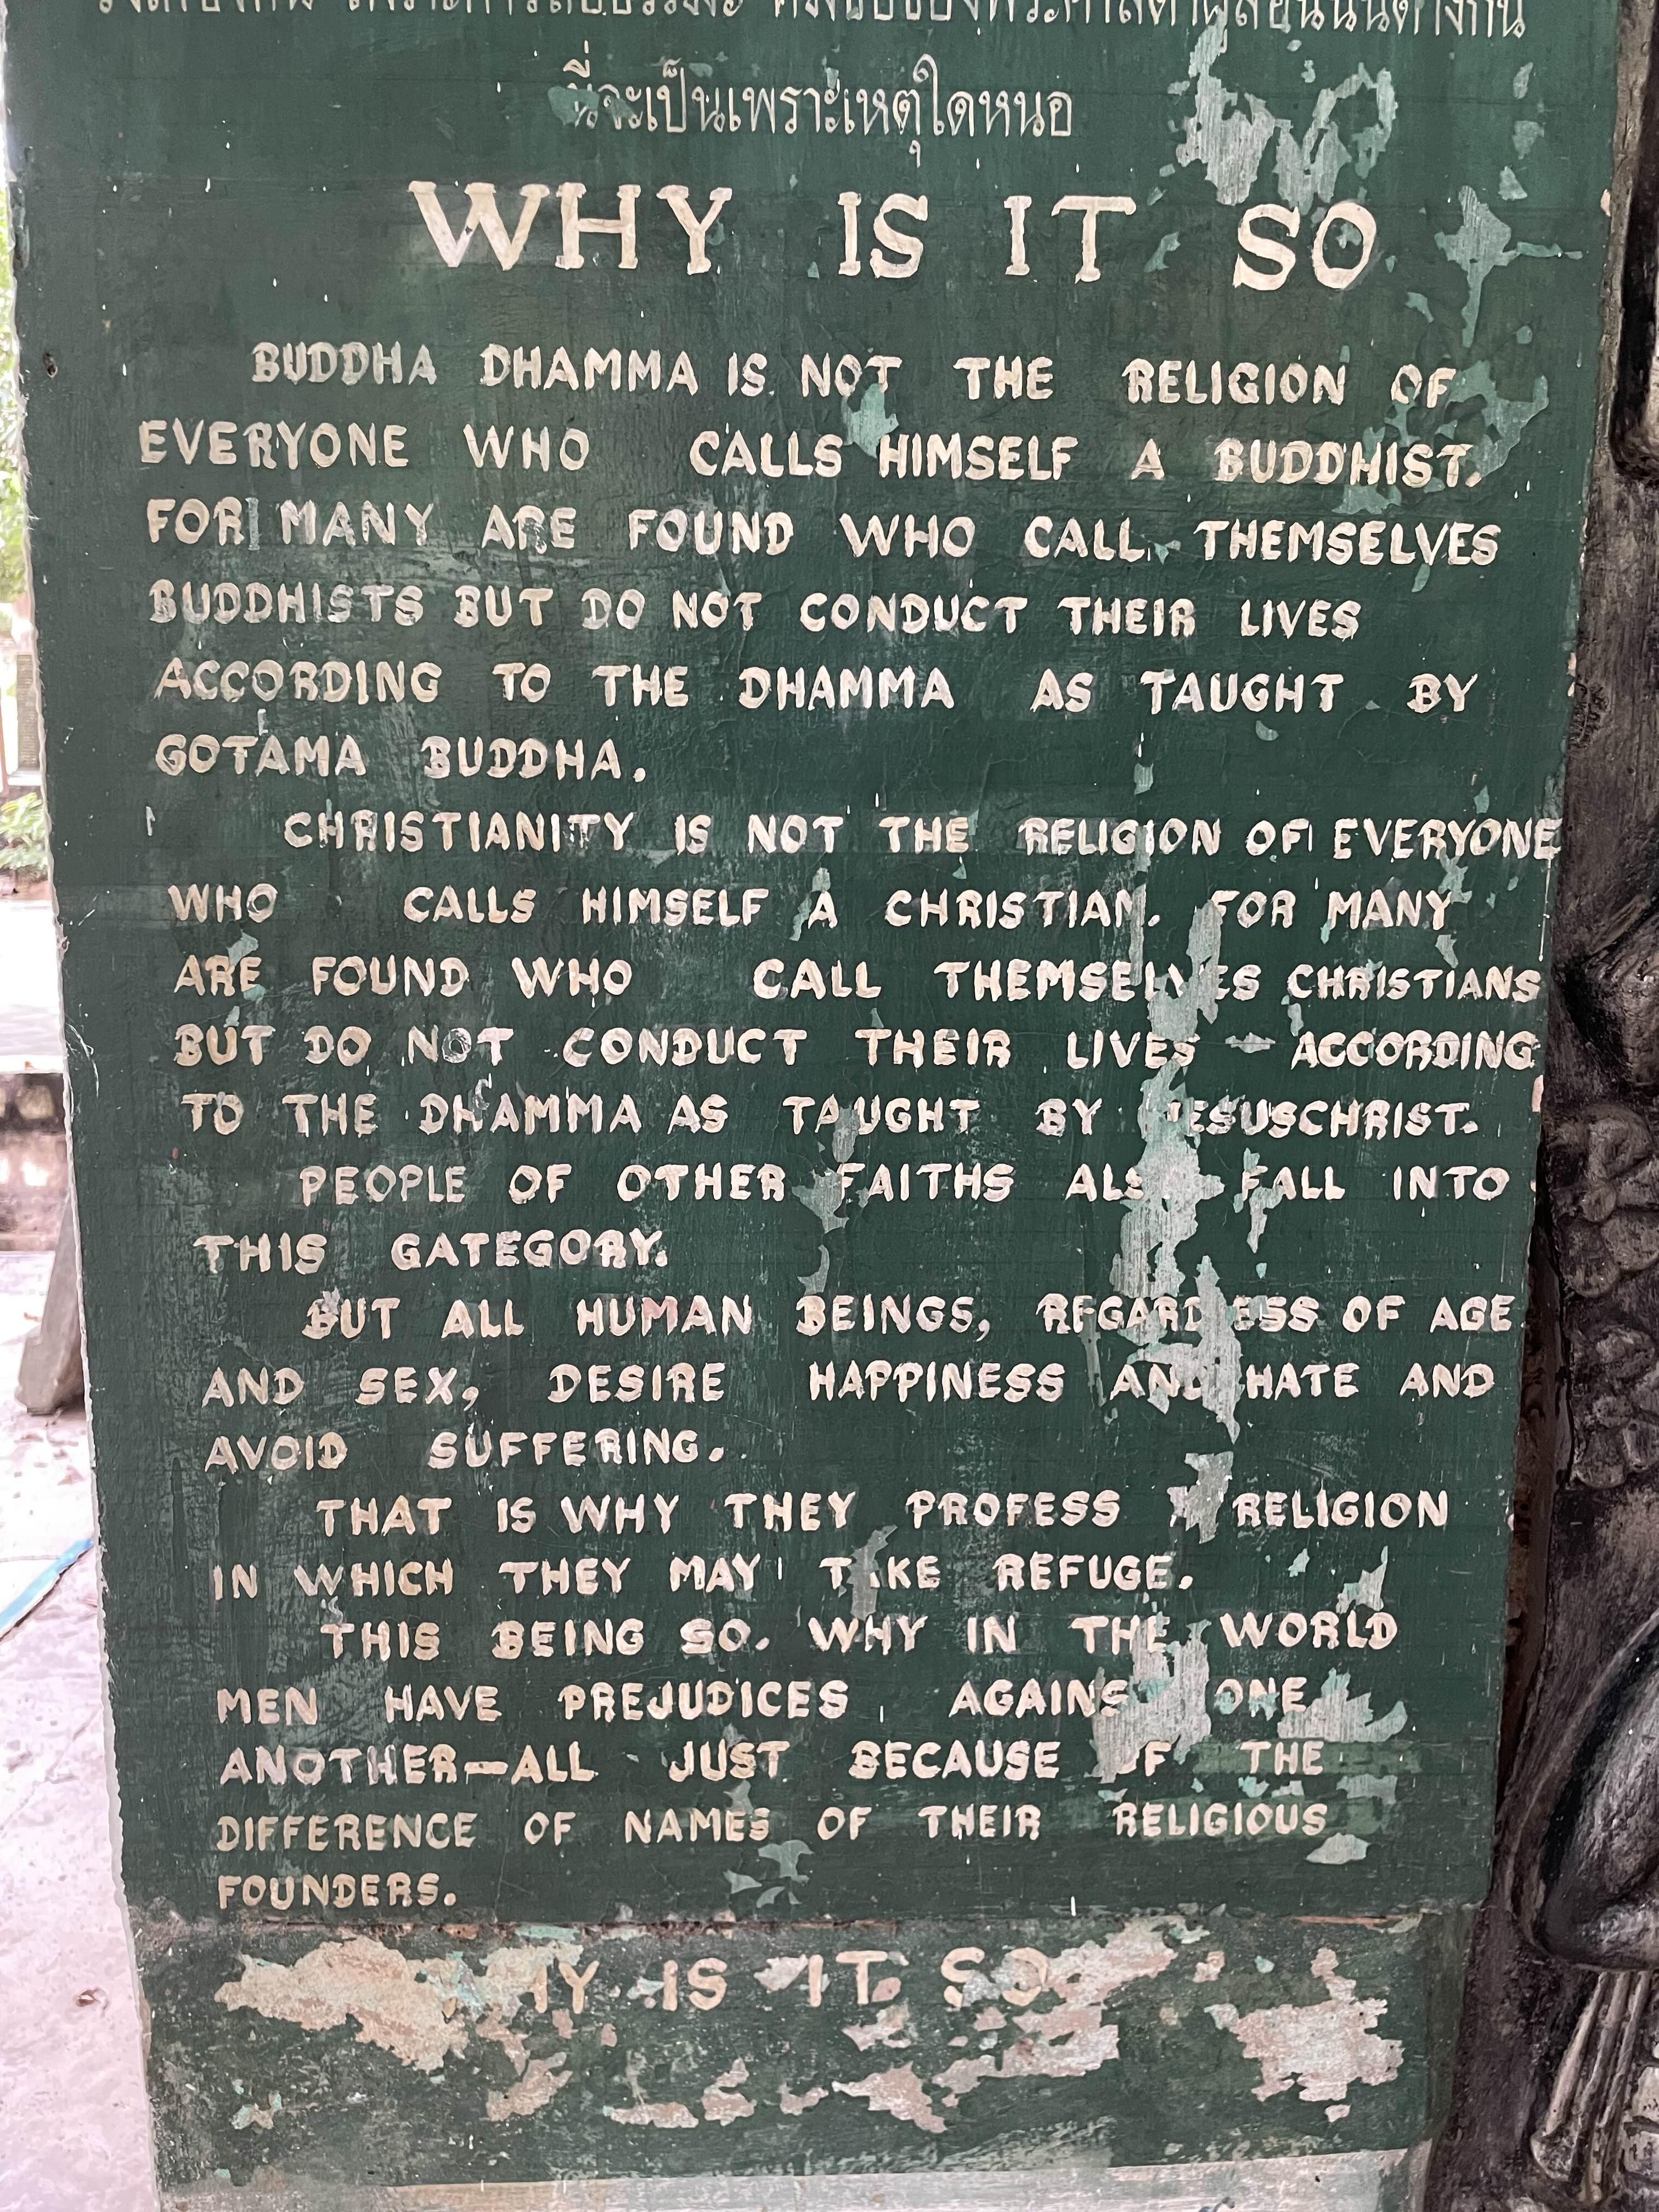 ที่จะเป็นเพราะเหตุใดหนอ
WHY IS IT SO
BUDDHA DHAMMA IS NOT THE RELIGION OF
EVERYONE WHO CALLS HIMSELF A BUDDHIST.
FOR MANY ARE FOUND WHO CALL THEMSELVES
BUDDHISTS BUT DO NOT CONDUCT THEIR LIVES
ACCORDING TO THE DHAMMA AS TAUGHT BY
GOTAMA BUDDHA.
CHRISTIANITY IS NOT THE RELIGION OF EVERYONE
WHO CALLS HIMSELF A CHRISTIAN. FOR MANY
ARE FOUND WHO CALL THEMSELVES CHRISTIANS
BUT DO NOT CONDUCT THEIR LIVES – ACCORDING
TO THE DHAMMA AS TAUGHT BY JESUSCHRIST.
PEOPLE OF OTHER FAITHS ALSO FALL INTO
THIS GATEGORY.
BUT ALL HUMAN BEINGS, REGARDLESS OF AGE
AND SEX, DESIRE HAPPINESS AND HATE AND
AVOID SUFFERING.
THAT IS WHY THEY PROFESS A RELIGION
IN WHICH THEY MAY TAKE REFUGE.
THIS BEING SO. WHY IN THE WORLD
MEN HAVE PREJUDICES AGAINST ONE
ANOTHER—ALL JUST BECAUSE OF THE
DIFFERENCE OF NAMES OF THEIR RELIGIOUS
FOUNDERS.
WHY IS IT SO